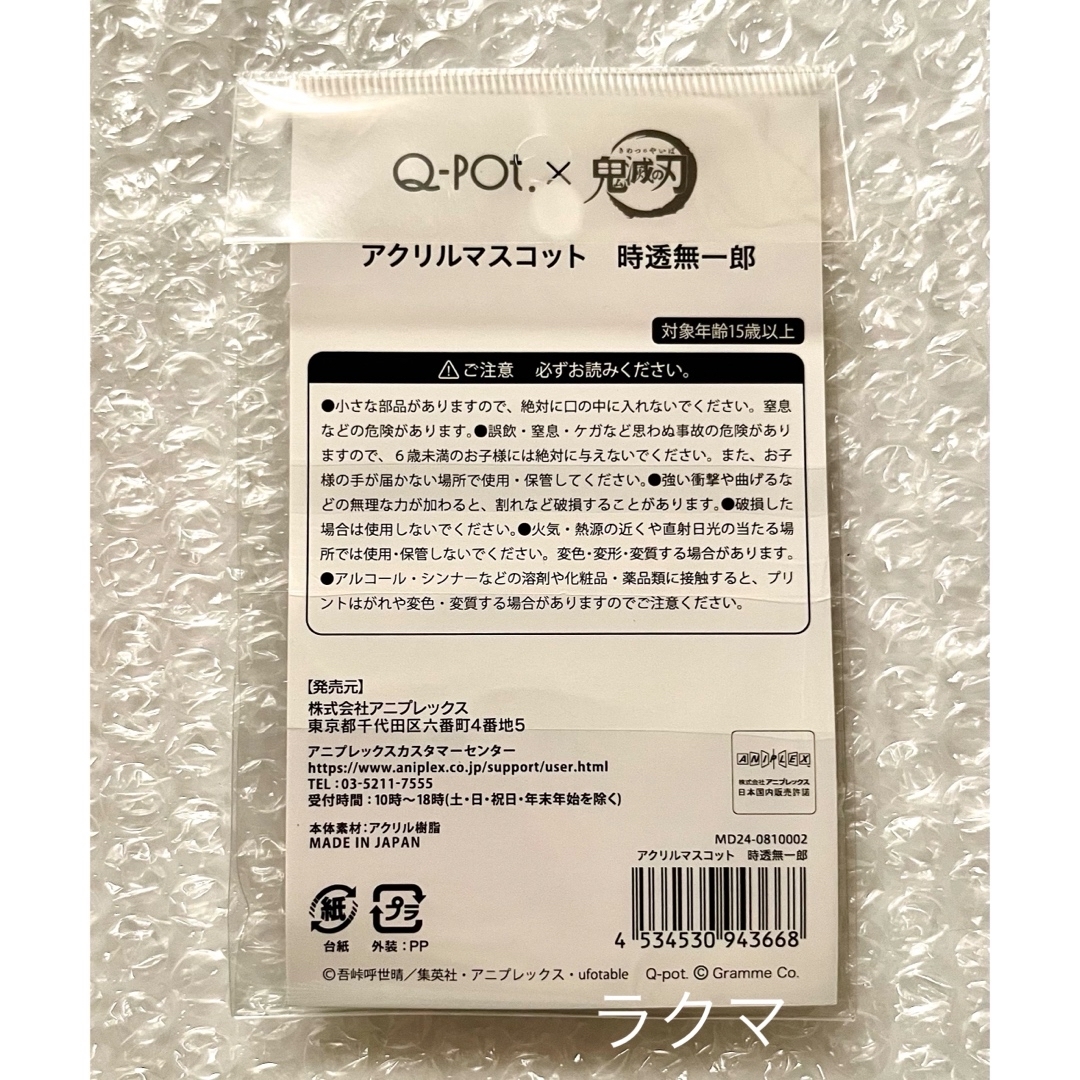 Q-POt.×鬼滅の刃
きめつのやいば
アクリルマスコット　時透無一郎
対象年齢15歳以上
⚠ご注意　必ずお読みください。
●小さな部品がありますので、絶対に口の中に入れないでください。窒息
などの危険があります。●誤飲・窒息・ケガなど思わぬ事故の危険があり
ますので、６歳未満のお子様には絶対に与えないでください。また、お子
様の手が届かない場所で使用・保管してください。●強い衝撃や曲げるな
どの無理な力が加わると、割れなど破損することがあります。●破損した
場合は使用しないでください。●火気・熱源の近くや直射日光の当たる場
所では使用・保管しないでください。変色・変形・変質する場合があります。
●アルコール・シンナーなどの溶剤や化粧品・薬品類に接触すると、プリ
ントはがれや変色・変質する場合がありますのでご注意ください。
【発売元】
株式会社アニプレックス
東京都千代田区六番町4番地5
アニプレックスカスタマーセンター
https://www.aniplex.co.jp/support/user.html
TEL：03-5211-7555
受付時間：10時〜18時(土・日・祝日・年末年始を除く)
ANIPLEX
株式会社アニプレックス
日本国内販売許諾
本体素材：アクリル樹脂
MADE IN JAPAN
MD24-0810002
アクリルマスコット　時透無一郎
4 534530 943668
紙
台紙
プラ
外装：PP
©吾峠呼世晴／集英社・アニプレックス・ufotable　Q-pot. © Gramme Co.
ラクマ